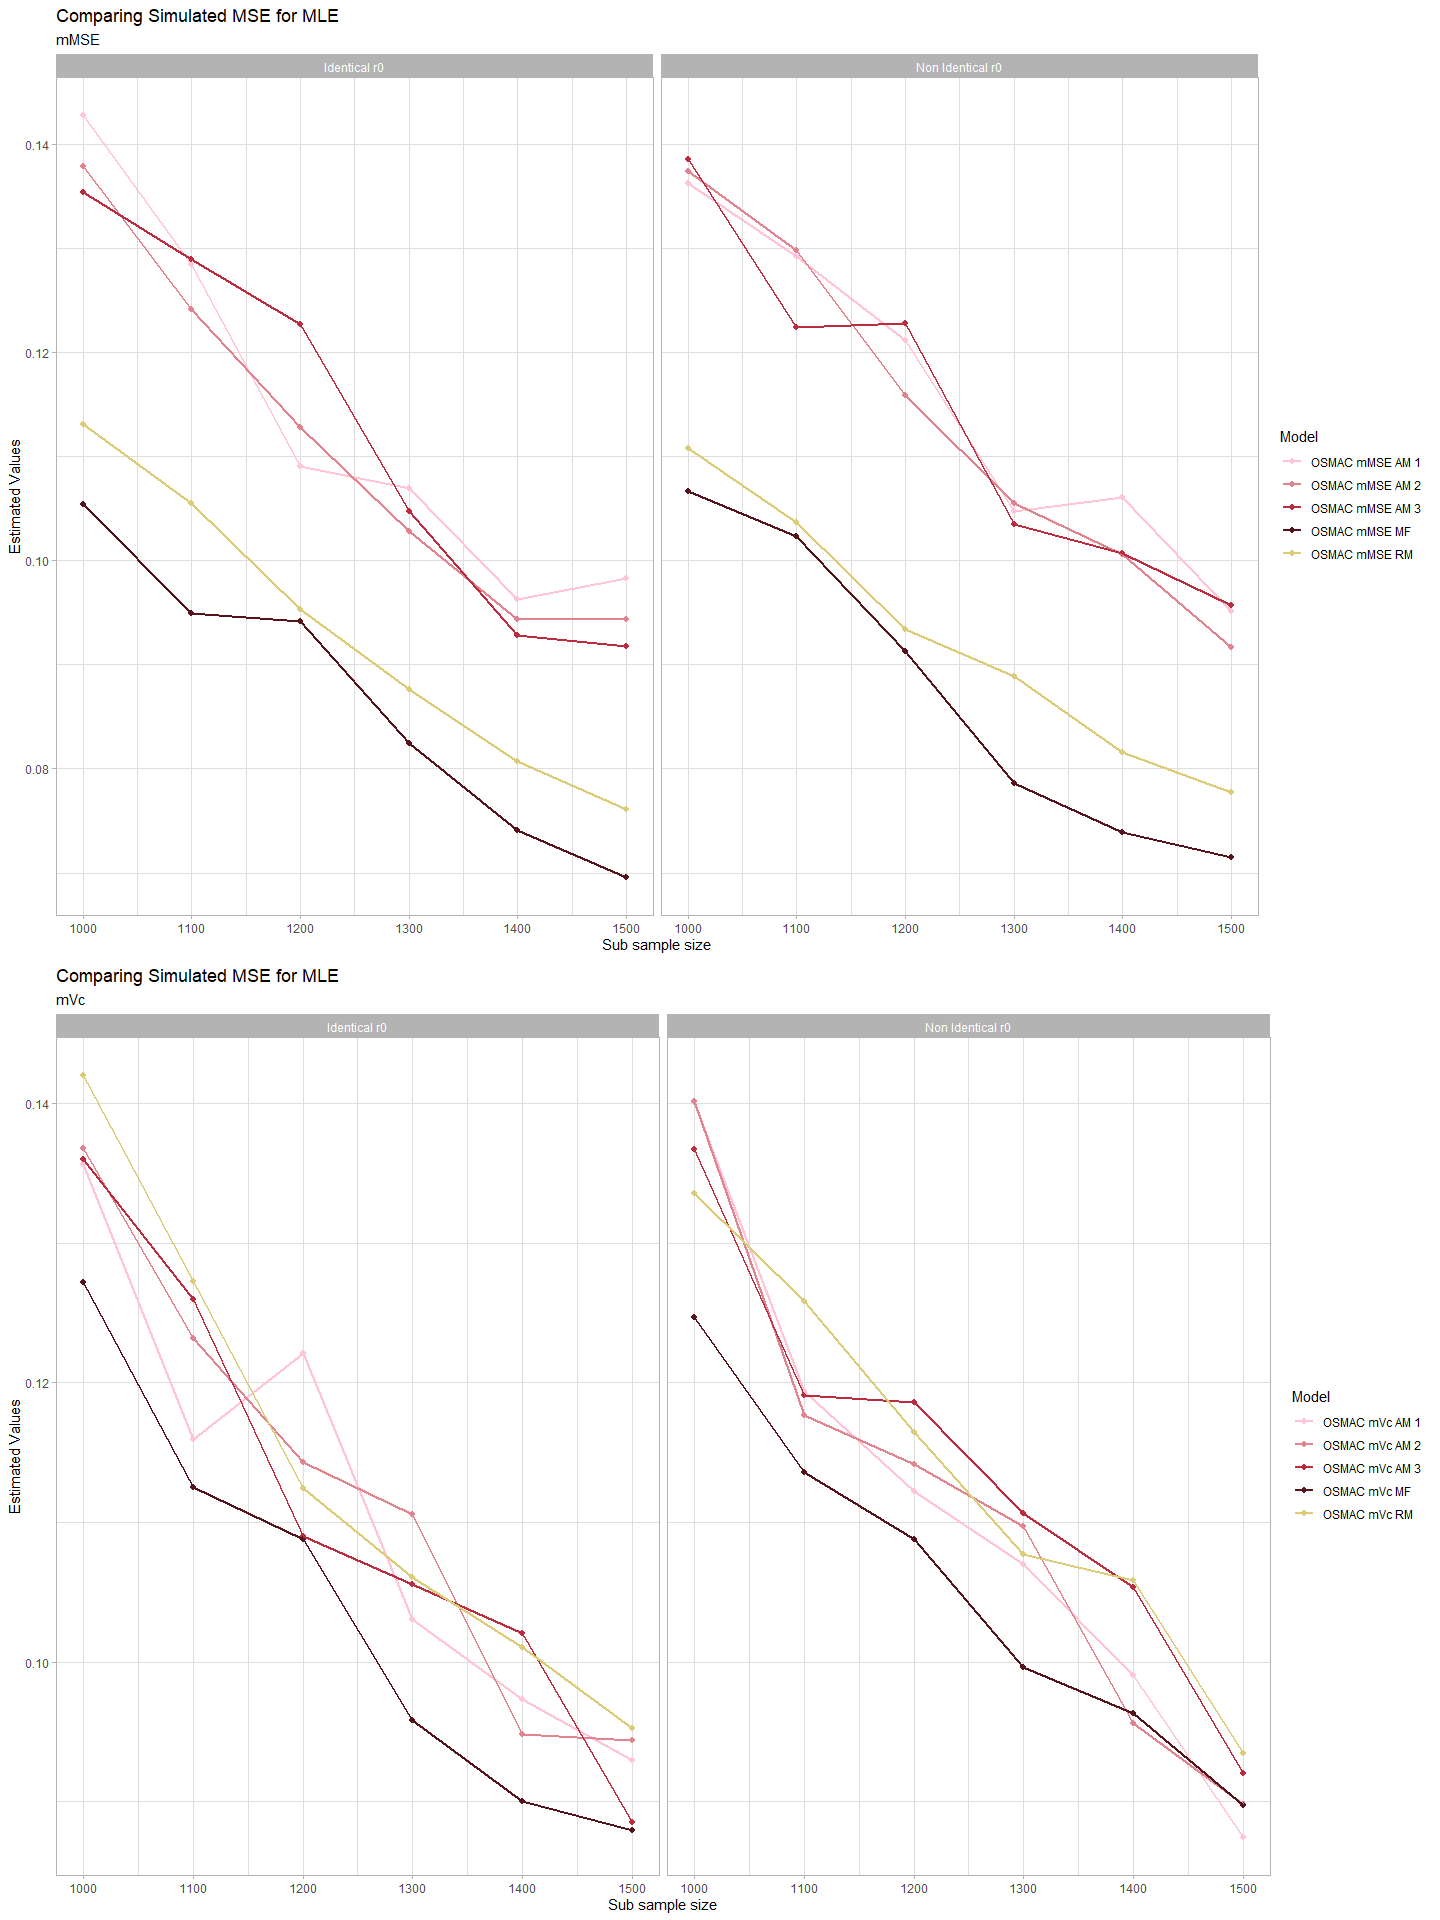 Comparing Simulated MSE for MLE
mMSE
Identical r0
Non Identical r0
0.14
0.12
0.10
0.08
Estimated Values
1000 1100 1200 1300 1400 1500
1000 1100 1200 1300 1400 1500
Sub sample size
Model
OSMAC mMSE AM 1
OSMAC mMSE AM 2
OSMAC mMSE AM 3
OSMAC mMSE MF
OSMAC mMSE RM
Comparing Simulated MSE for MLE
mVc
Identical r0
Non Identical r0
0.14
0.12
0.10
Estimated Values
1000 1100 1200 1300 1400 1500
1000 1100 1200 1300 1400 1500
Sub sample size
Model
OSMAC mVc AM 1
OSMAC mVc AM 2
OSMAC mVc AM 3
OSMAC mVc MF
OSMAC mVc RM